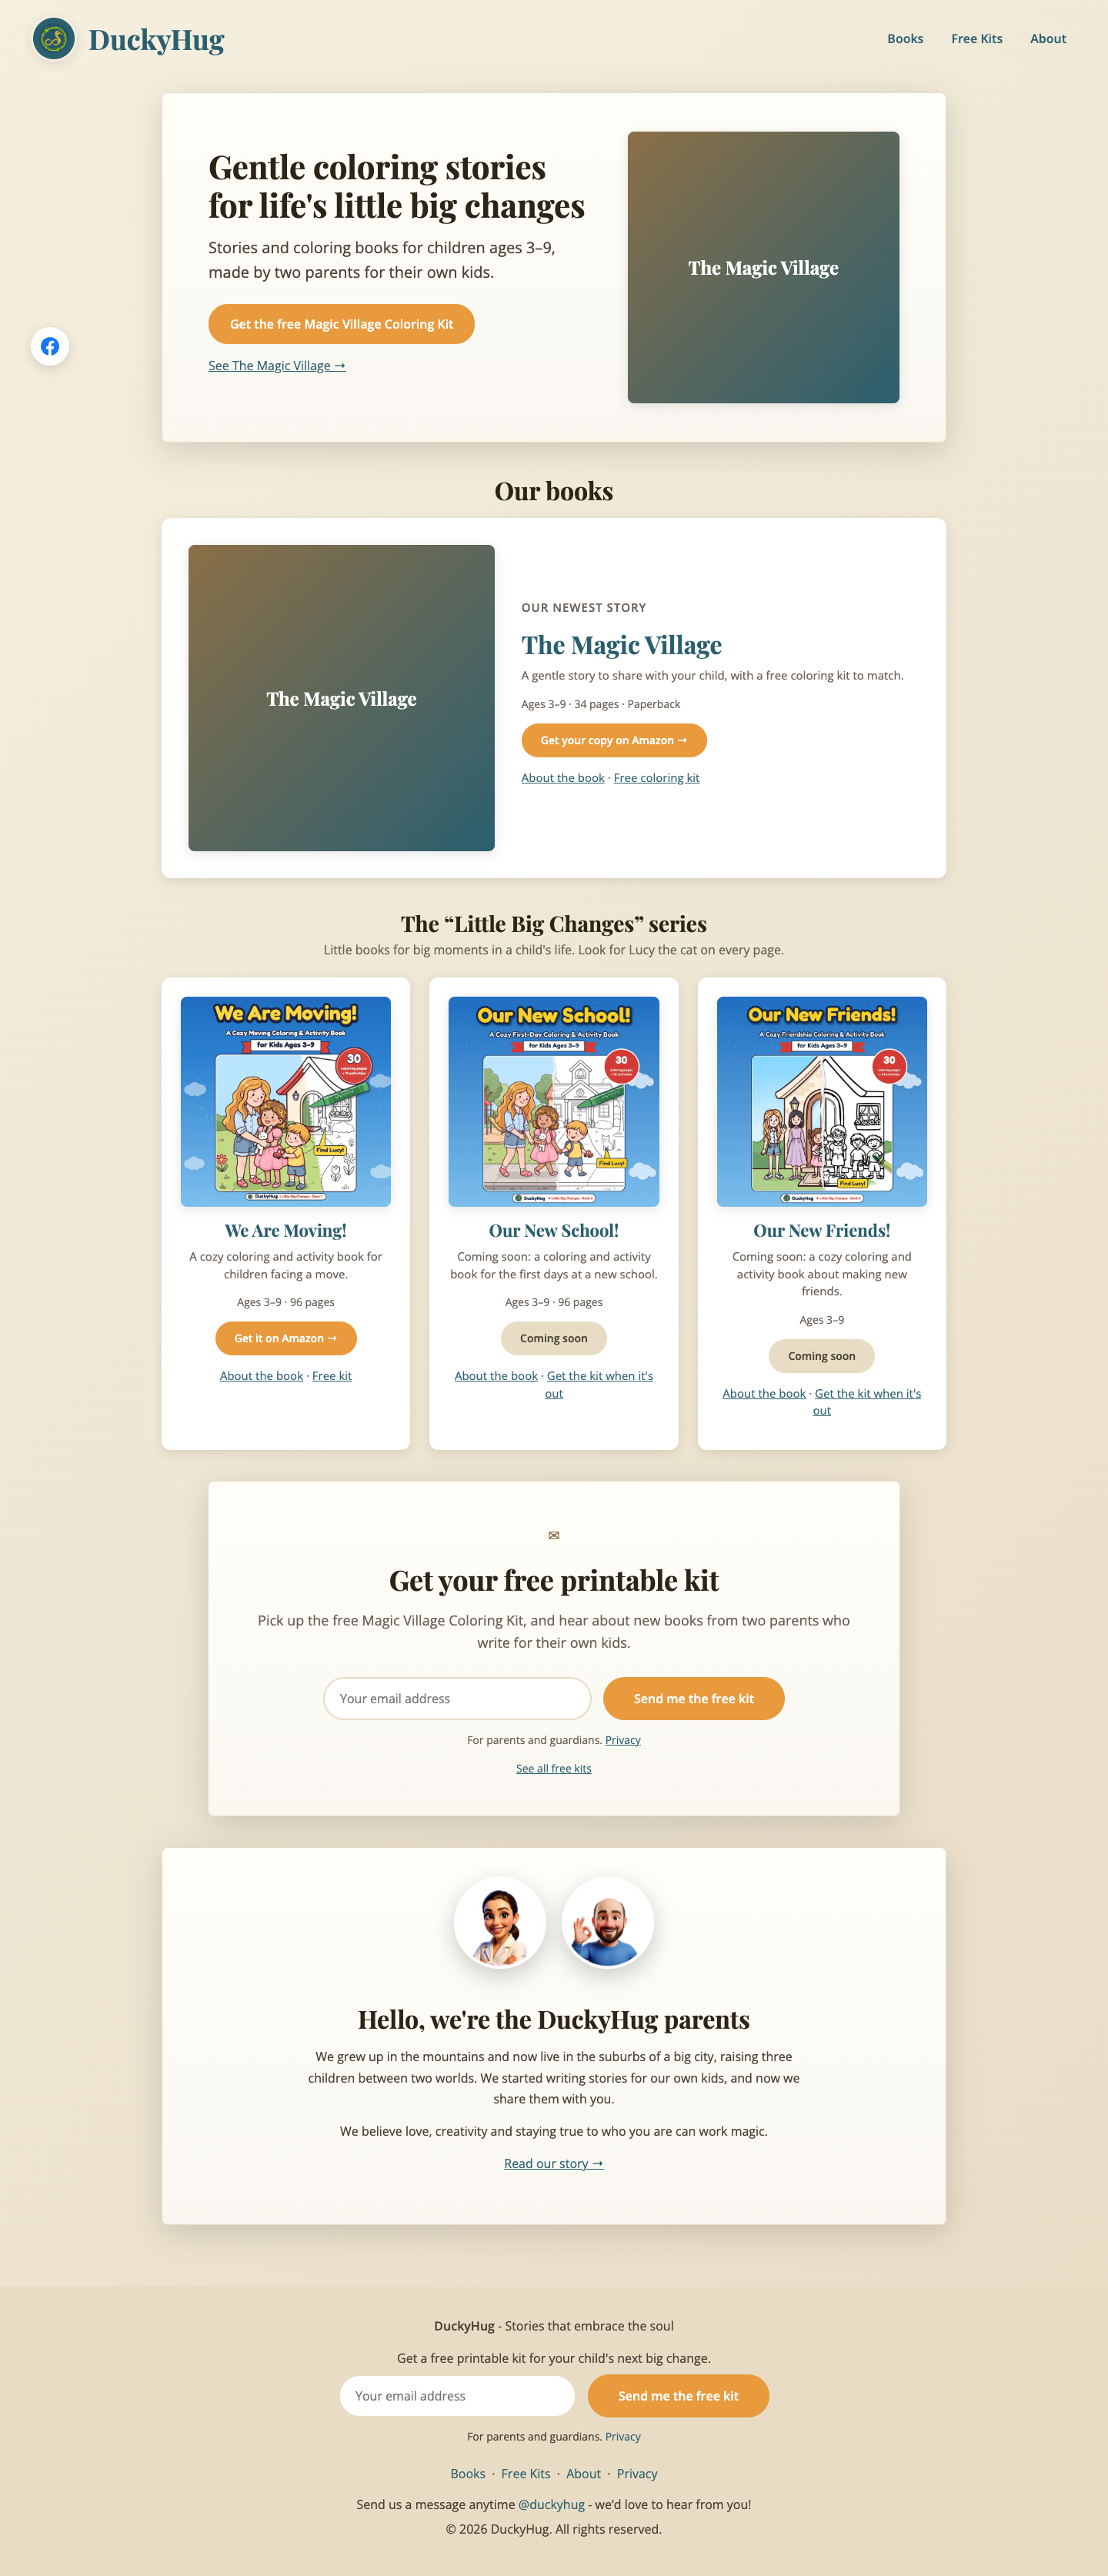 DuckyHug
Books
Free Kits
About
Gentle coloring stories
for life's little big changes
Stories and coloring books for children ages 3–9,
made by two parents for their own kids.
Get the free Magic Village Coloring Kit
See The Magic Village →
The Magic Village
Our books
The Magic Village
OUR NEWEST STORY
The Magic Village
A gentle story to share with your child, with a free coloring kit to match.
Ages 3–9 · 34 pages · Paperback
Get your copy on Amazon →
About the book · Free coloring kit
The “Little Big Changes” series
Little books for big moments in a child's life. Look for Lucy the cat on every page.
We Are Moving!
A Cozy Moving Coloring & Activity Book
for Kids Ages 3–9
30
Find Lucy!
DuckyHug
We Are Moving!
A cozy coloring and activity book for
children facing a move.
Ages 3–9 · 96 pages
Get it on Amazon →
About the book · Free kit
Our New School!
A Cozy First-Day Coloring & Activity Book
for Kids Ages 3–9
30
Find Lucy!
DuckyHug
Our New School!
Coming soon: a coloring and activity
book for the first days at a new school.
Ages 3–9 · 96 pages
Coming soon
About the book · Get the kit when it's
out
Our New Friends!
A Cozy Friendship Coloring & Activity Book
for Kids Ages 3–9
30
Find Lucy!
DuckyHug
Our New Friends!
Coming soon: a cozy coloring and
activity book about making new
friends.
Ages 3–9
Coming soon
About the book · Get the kit when it's
out
Get your free printable kit
Pick up the free Magic Village Coloring Kit, and hear about new books from two parents who
write for their own kids.
Your email address
Send me the free kit
For parents and guardians. Privacy
See all free kits
Hello, we're the DuckyHug parents
We grew up in the mountains and now live in the suburbs of a big city, raising three
children between two worlds. We started writing stories for our own kids, and now we
share them with you.
We believe love, creativity and staying true to who you are can work magic.
Read our story →
DuckyHug - Stories that embrace the soul
Get a free printable kit for your child's next big change.
Your email address
Send me the free kit
For parents and guardians. Privacy
Books · Free Kits · About · Privacy
Send us a message anytime @duckyhug - we’d love to hear from you!
© 2026 DuckyHug. All rights reserved.